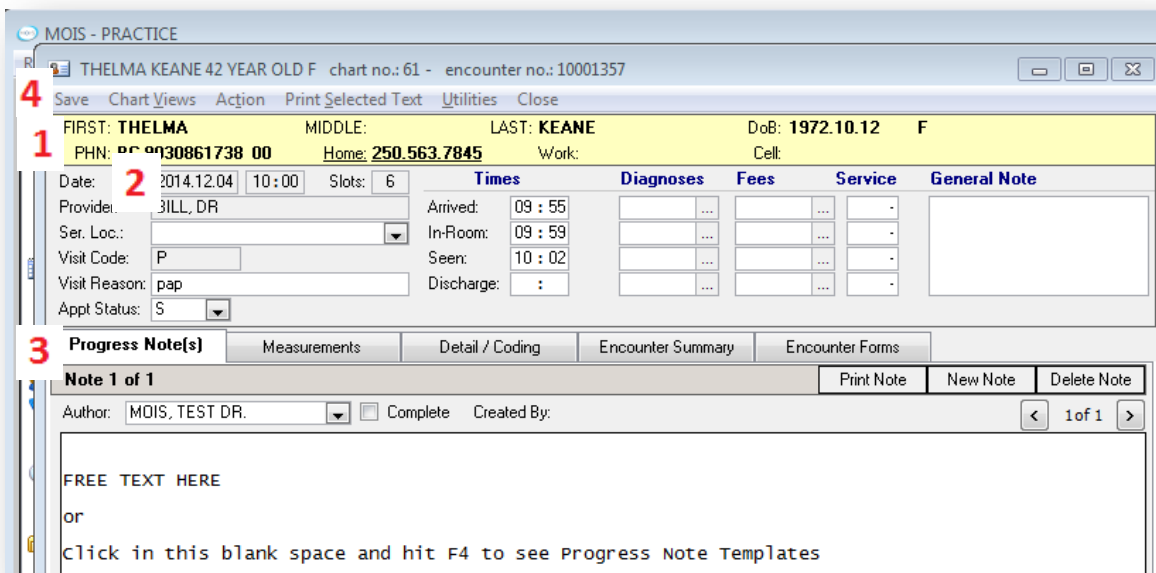 MOIS - PRACTICE
THELMA KEANE 42 YEAR OLD F chart no.: 61 - encounter no.: 10001357
4
Save Chart Views Action Print Selected Text Utilities Close
FIRST: THELMA MIDDLE: LAST: KEANE DoB: 1972.10.12 F
1
PHN: BC 9030861738 00 Home: 250.563.7845 Work: Cell:
Date: 2 2014.12.04 10:00 Slots: 6 Times Diagnoses Fees Service General Note
Provider: BILL, DR Arrived: 09 : 55 ... ... -
Ser. Loc.: In-Room: 09 : 59 ... ... -
Visit Code: P Seen: 10 : 02 ... ... -
Visit Reason: pap Discharge: : ... ... -
Appt Status: S
3
Progress Note(s) Measurements Detail / Coding Encounter Summary Encounter Forms
Note 1 of 1 Print Note New Note Delete Note
Author: MOIS, TEST DR. Complete Created By: < 1 of 1 >
FREE TEXT HERE
or
Click in this blank space and hit F4 to see Progress Note Templates